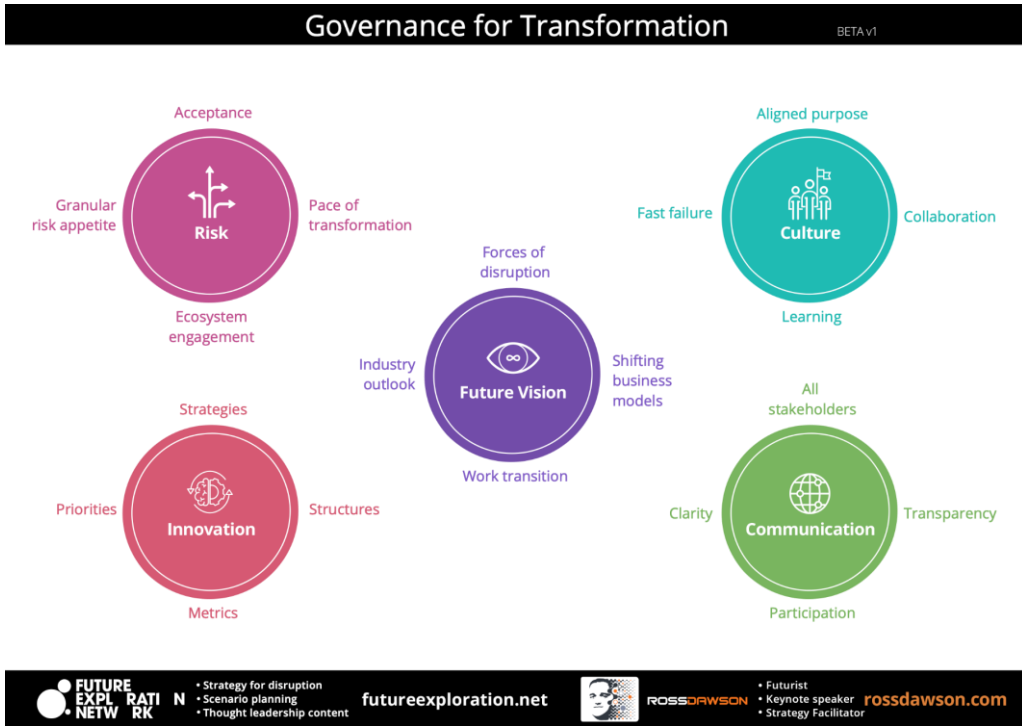 Governance for Transformation
BETA v1
Acceptance
Granular
risk appetite
Risk
Pace of
transformation
Ecosystem
engagement
Aligned purpose
Fast failure
Culture
Collaboration
Learning
Forces of
disruption
Industry
outlook
Future Vision
Shifting
business
models
Work transition
Strategies
Priorities
Innovation
Structures
Metrics
All
stakeholders
Clarity
Communication
Transparency
Participation
FUTURE
EXPL RATI N
NETW RK
• Strategy for disruption
• Scenario planning
• Thought leadership content
futureexploration.net
ROSSDAWSON
• Futurist
• Keynote speaker
• Strategy Facilitator
rossdawson.com